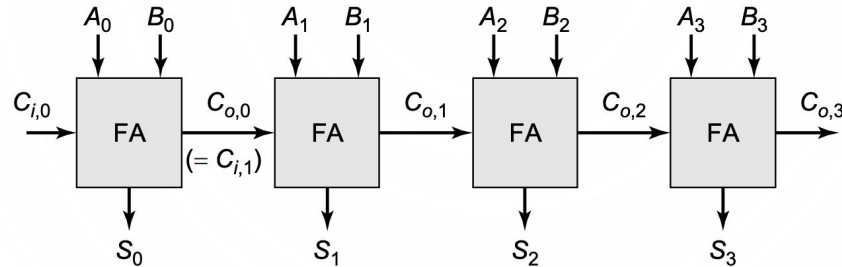 A0 B0 A1 B1 A2 B2 A3 B3
Ci,0 Co,0 Co,1 Co,2 Co,3
FA FA FA FA
(= Ci,1)
S0 S1 S2 S3